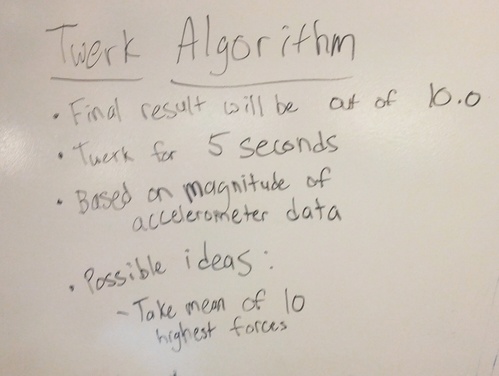 Twerk Algorithm
• Final result will be out of 10.0
• Twerk for 5 seconds
• Based on magnitude of
accelerometer data
• Possible ideas:
- Take mean of 10
highest forces